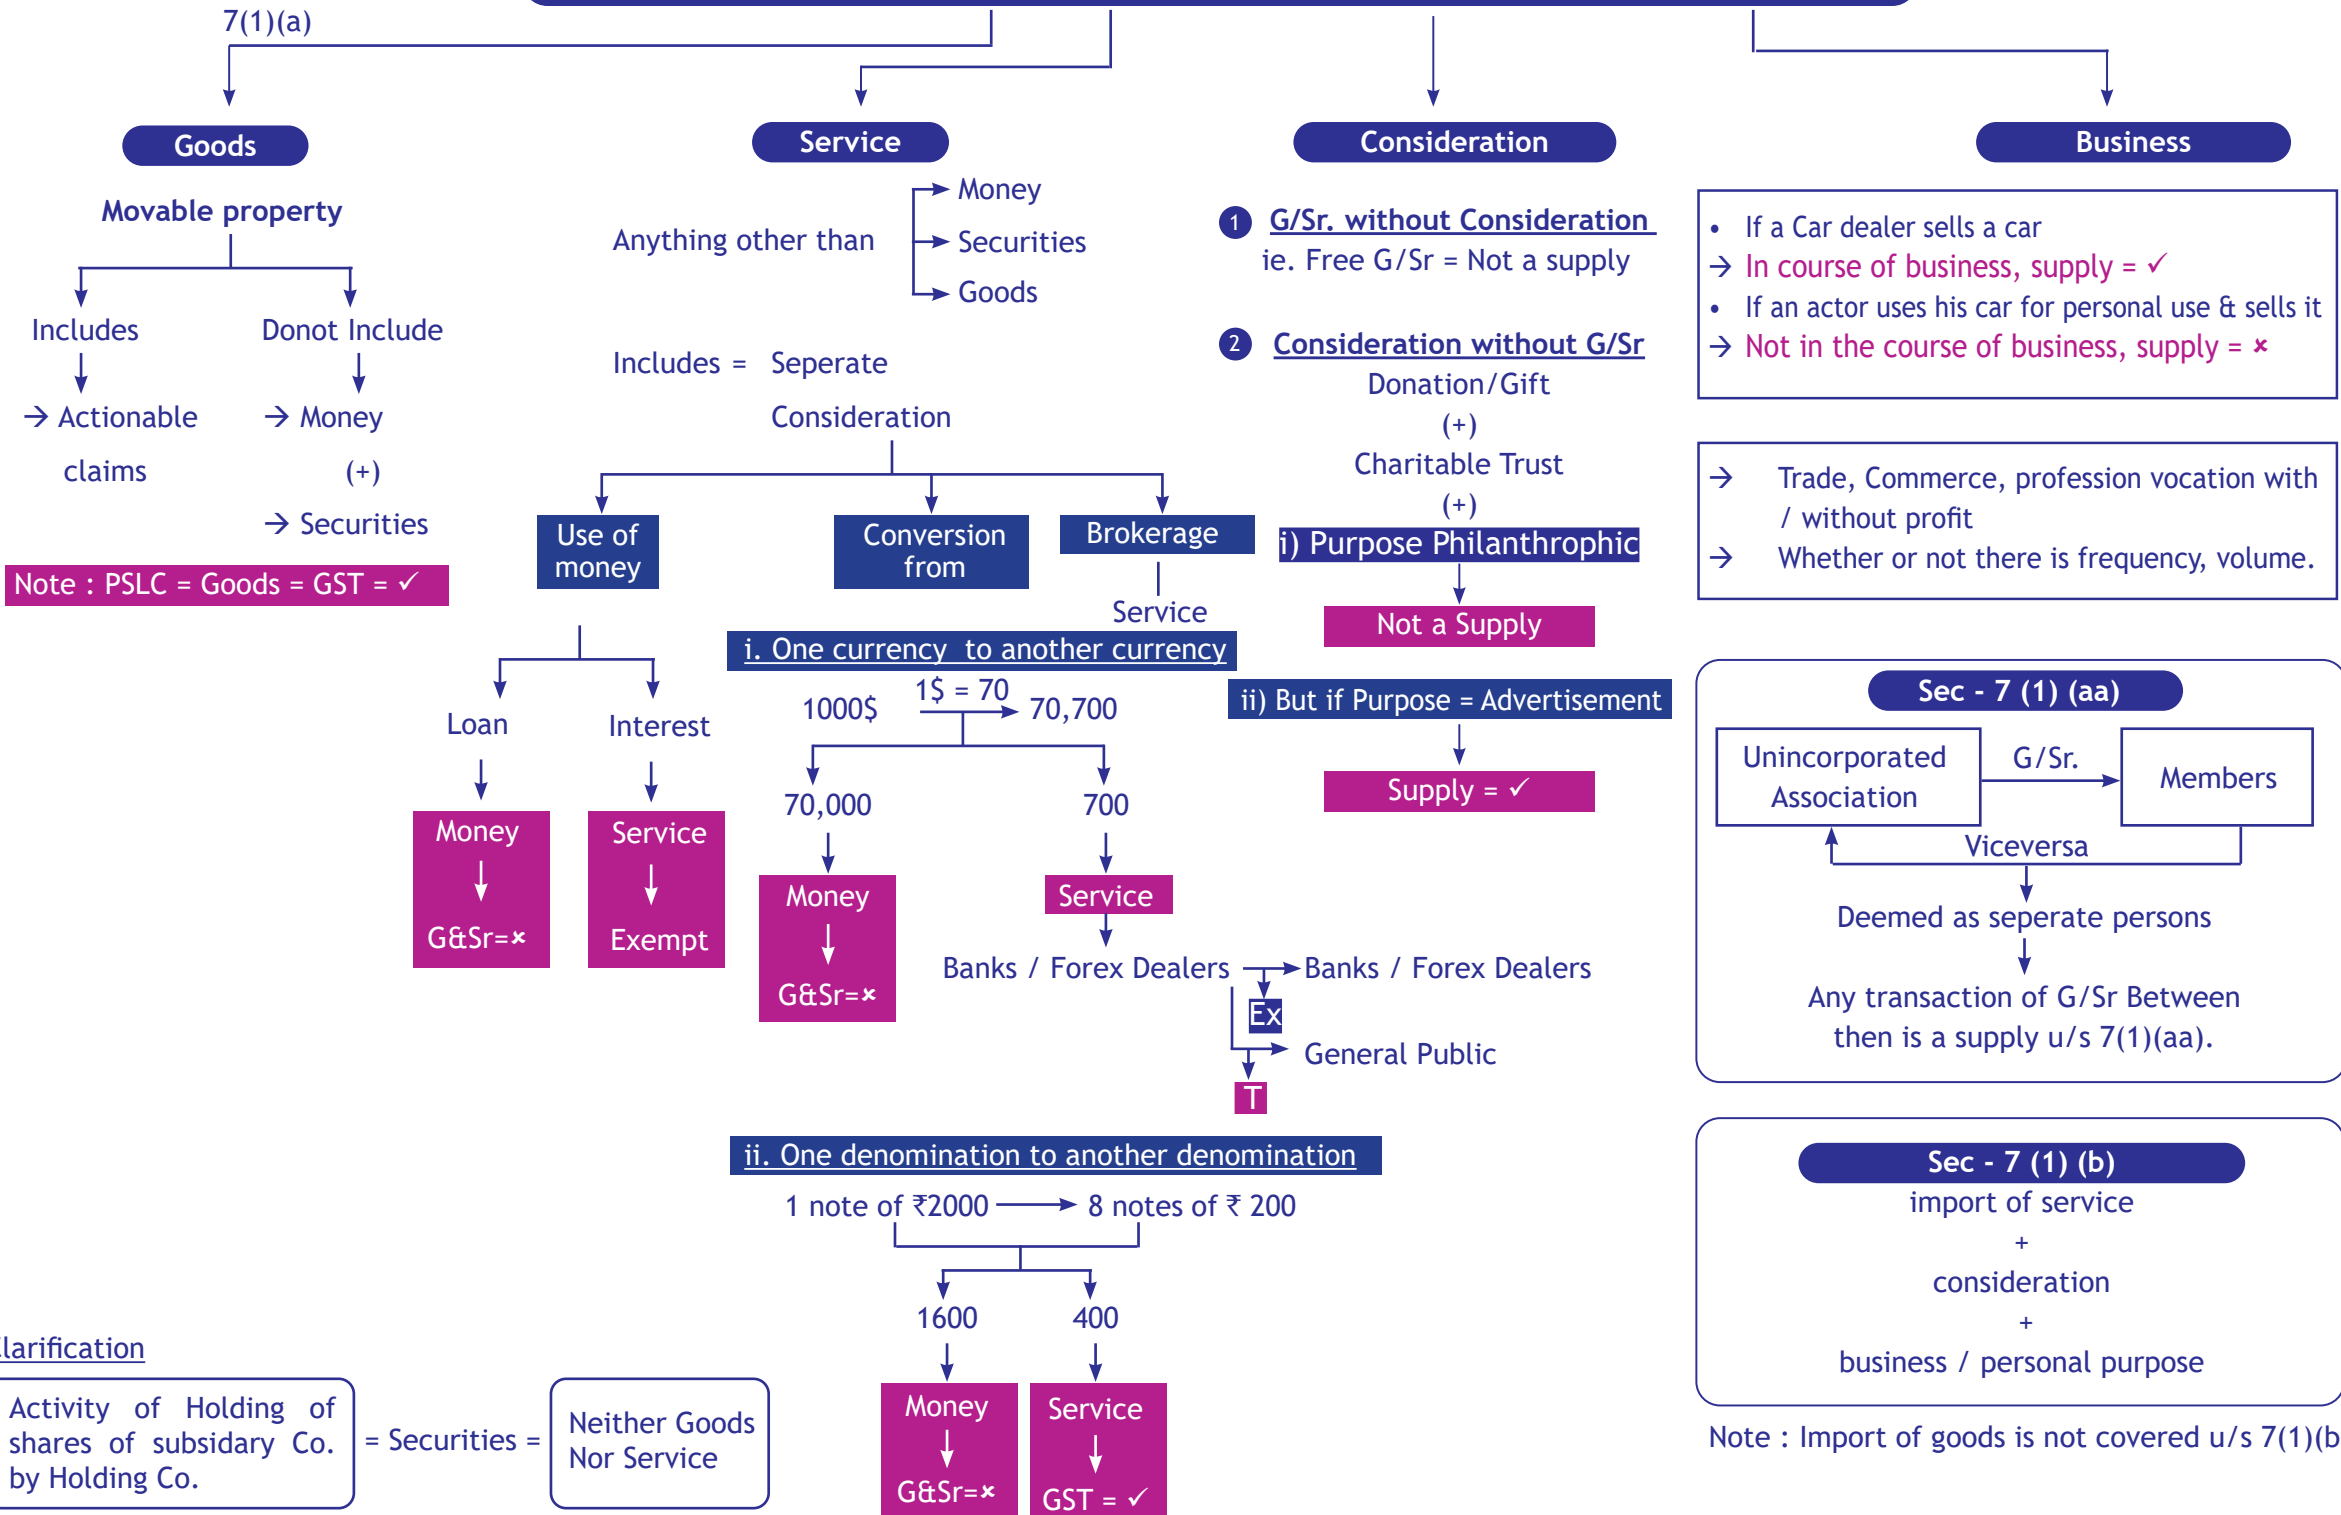 7(1)(a)
Goods
Movable property
Includes
Donot Include
→ Actionable
claims
→ Money
(+)
→ Securities
Note : PSLC = Goods = GST = ✓
Service
Anything other than
Money
Securities
Goods
Includes = Seperate
Consideration
Use of
money
Conversion
from
Brokerage
Service
Loan
Interest
Money
G&Sr=×
Service
Exempt
i. One currency to another currency
1000$
1$ = 70
70,700
70,000
700
Money
G&Sr=×
Service
Banks / Forex Dealers
Banks / Forex Dealers
Ex
General Public
T
ii. One denomination to another denomination
1 note of ₹2000
8 notes of ₹ 200
1600
400
Money
G&Sr=×
Service
GST = ✓
Consideration
1 G/Sr. without Consideration
ie. Free G/Sr = Not a supply
2 Consideration without G/Sr
Donation/Gift
(+)
Charitable Trust
(+)
i) Purpose Philanthrophic
Not a Supply
ii) But if Purpose = Advertisement
Supply = ✓
Business
• If a Car dealer sells a car
→ In course of business, supply = ✓
• If an actor uses his car for personal use & sells it
→ Not in the course of business, supply = ×
→ Trade, Commerce, profession vocation with
/ without profit
→ Whether or not there is frequency, volume.
Sec - 7 (1) (aa)
Unincorporated
Association
G/Sr.
Members
Viceversa
Deemed as seperate persons
Any transaction of G/Sr Between
then is a supply u/s 7(1)(aa).
Sec - 7 (1) (b)
import of service
+
consideration
+
business / personal purpose
Note : Import of goods is not covered u/s 7(1)(b
larification
Activity of Holding of
shares of subsidary Co.
by Holding Co.
= Securities =
Neither Goods
Nor Service